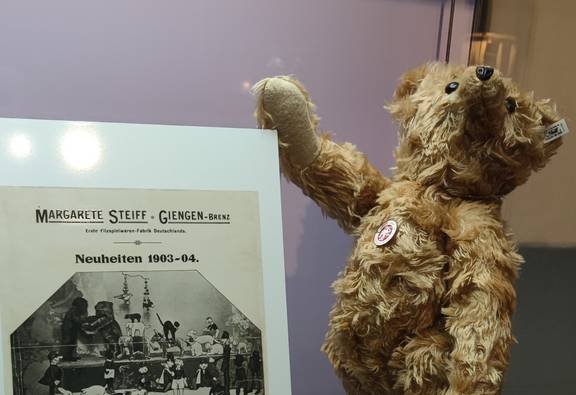 MARGARETE STEIFF • GIENGEN-BRENZ
Erste Filzspielwaren-Fabrik Deutschlands.
Neuheiten 1903-04.